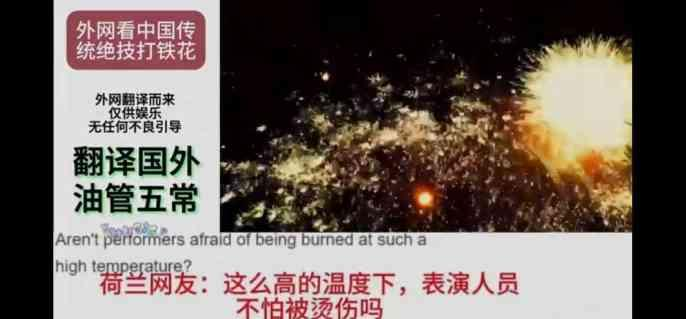 外网看中国传
统绝技打铁花
外网翻译而来
仅供娱乐
无任何不良引导
翻译国外
油管五常
Aren't performers afraid of being burned at such a
high temperature?
荷兰网友：这么高的温度下，表演人员
不怕被烫伤吗